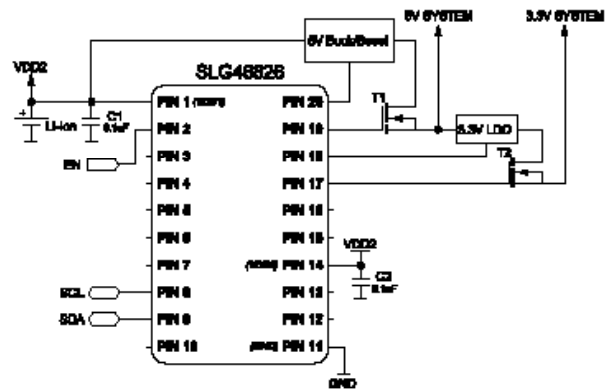 5V SYSTEM
3.3V SYSTEM
5V Buck/Boost
SLG46826
VDD2
C1
0.1uF
Li-ion
EN
SCL
SDA
PIN 1 (VDD)
PIN 2
PIN 3
PIN 4
PIN 5
PIN 6
PIN 7
PIN 8
PIN 9
PIN 10
PIN 20
PIN 19
PIN 18
PIN 17
PIN 16
PIN 15
PIN 14
PIN 13
PIN 12
PIN 11
T1
3.3V LDO
T2
VDD2
C2
0.1uF
GND